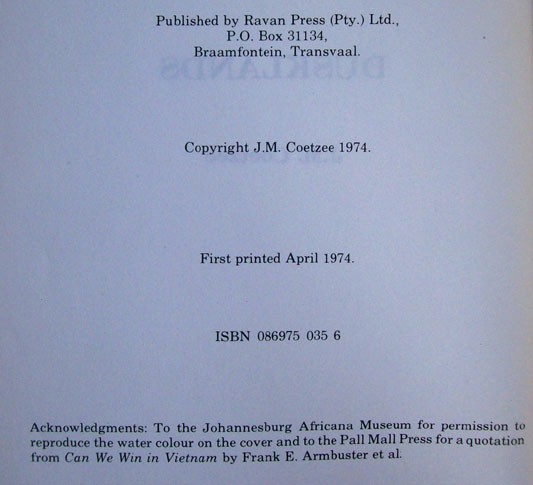 Published by Ravan Press (Pty.) Ltd.,
P.O. Box 31134,
Braamfontein, Transvaal.
DUSKLANDS
Copyright J.M. Coetzee 1974.
First printed April 1974.
ISBN 086975 035 6
Acknowledgments: To the Johannesburg Africana Museum for permission to
reproduce the water colour on the cover and to the Pall Mall Press for a quotation
from Can We Win in Vietnam by Frank E. Armbuster et al.